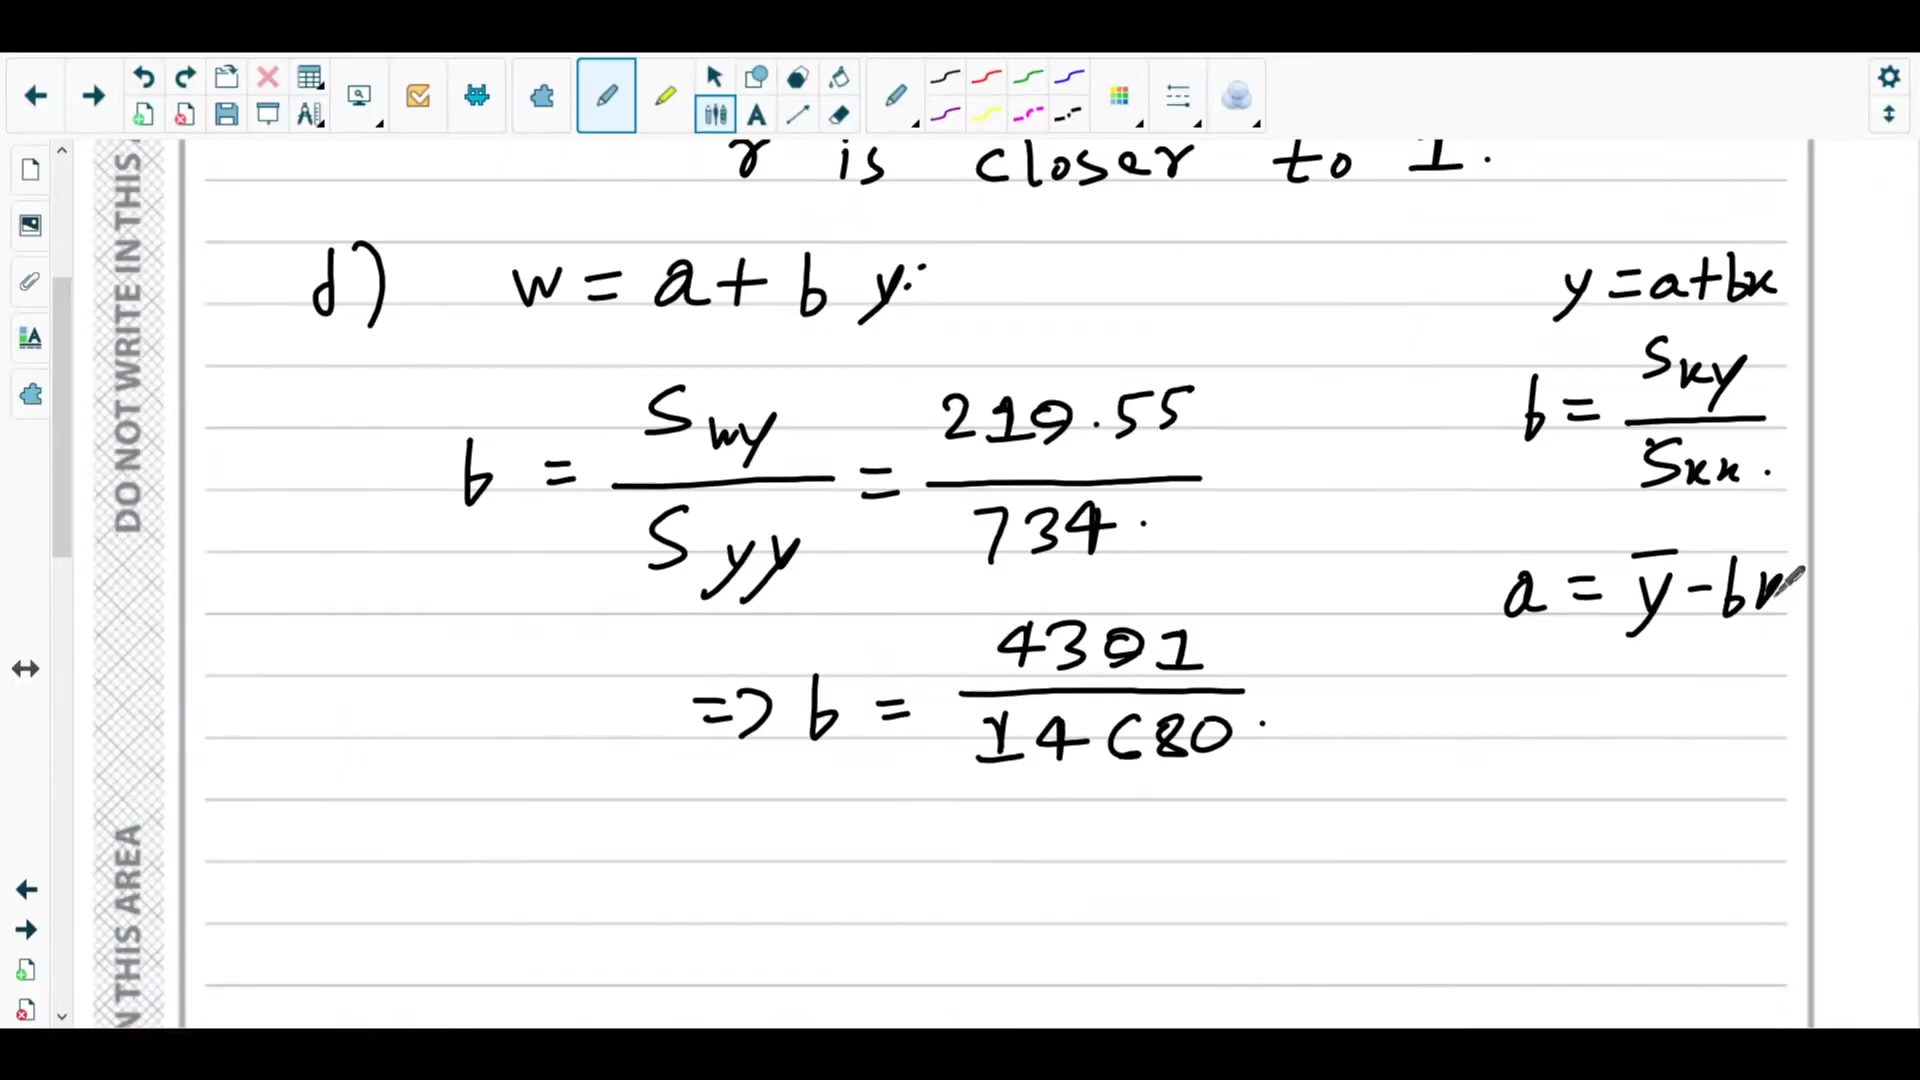 DO NOT WRITE IN THIS
N THIS AREA
r is closer to 1.
d) w = a + b y.
y = a + bx
b = Swy / Syy = 219.55 / 734.
b = Sxy / Sxx.
a = y̅ - b
=> b = 4391 / 14680.